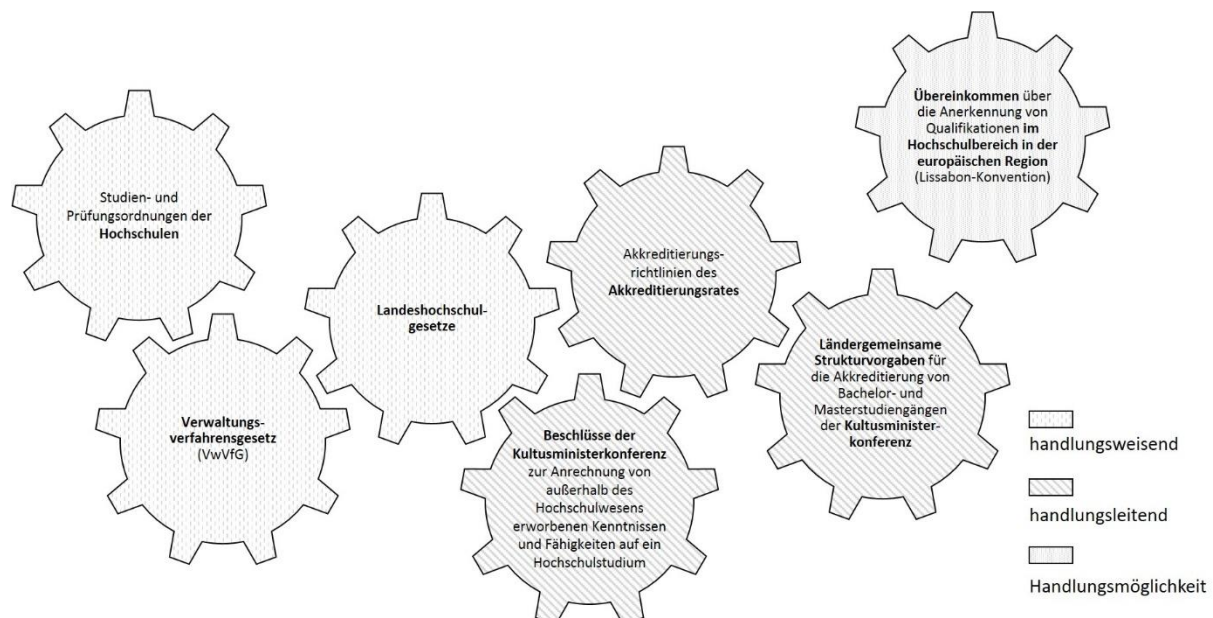 Studien- und
Prüfungsordnungen der
Hochschulen
Verwaltungs-
verfahrensgesetz
(VwVfG)
Landeshochschul-
gesetze
Akkreditierungs-
richtlinien des
Akkreditierungsrates
Beschlüsse der
Kultusministerkonferenz
zur Anrechnung von
außerhalb des
Hochschulwesens
erworbenen Kenntnissen
und Fähigkeiten auf ein
Hochschulstudium
Übereinkommen über
die Anerkennung von
Qualifikationen im
Hochschulbereich in der
europäischen Region
(Lissabon-Konvention)
Ländergemeinsame
Strukturvorgaben für
die Akkreditierung von
Bachelor- und
Masterstudiengängen
der Kultusminister-
konferenz
handlungsweisend
handlungsleitend
Handlungsmöglichkeit